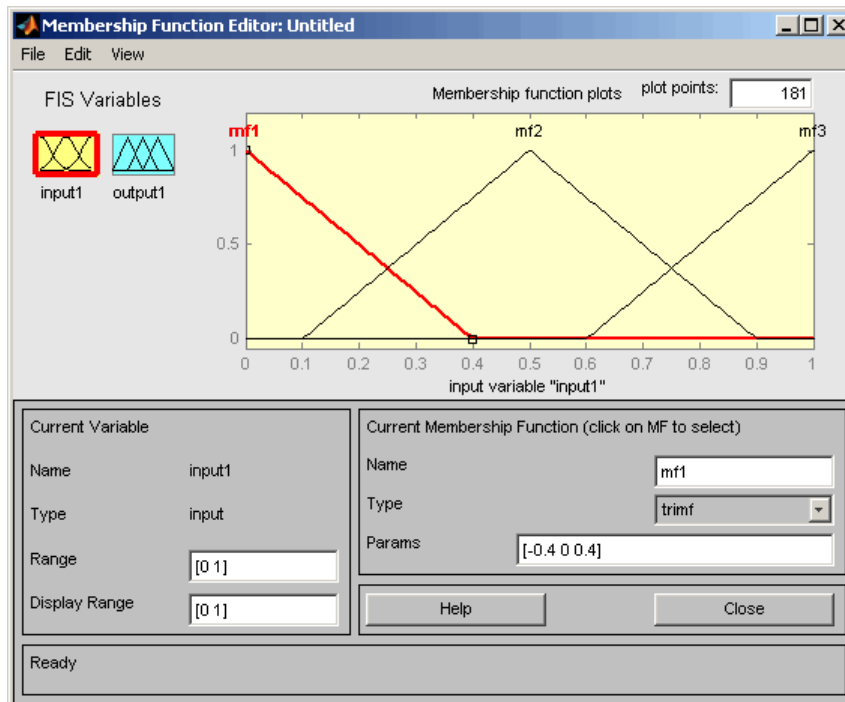 Membership Function Editor: Untitled
File Edit View
FIS Variables
Membership function plots plot points: 181
mf1 mf2 mf3
1
input1 output1
0.5
0
0 0.1 0.2 0.3 0.4 0.5 0.6 0.7 0.8 0.9 1
input variable "input1"
Current Variable
Name input1
Type input
Range [0 1]
Display Range [0 1]
Current Membership Function (click on MF to select)
Name mf1
Type trimf
Params [-0.4 0 0.4]
Help Close
Ready